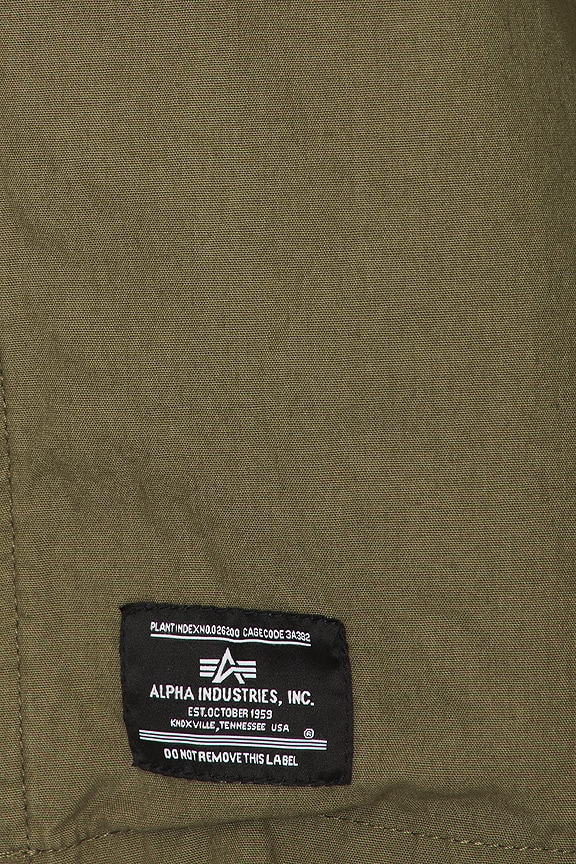 PLANT INDEX NO. 026200 CAGE CODE 3A382
ALPHA INDUSTRIES, INC.
EST. OCTOBER 1959
KNOXVILLE, TENNESSEE USA
®
DO NOT REMOVE THIS LABEL